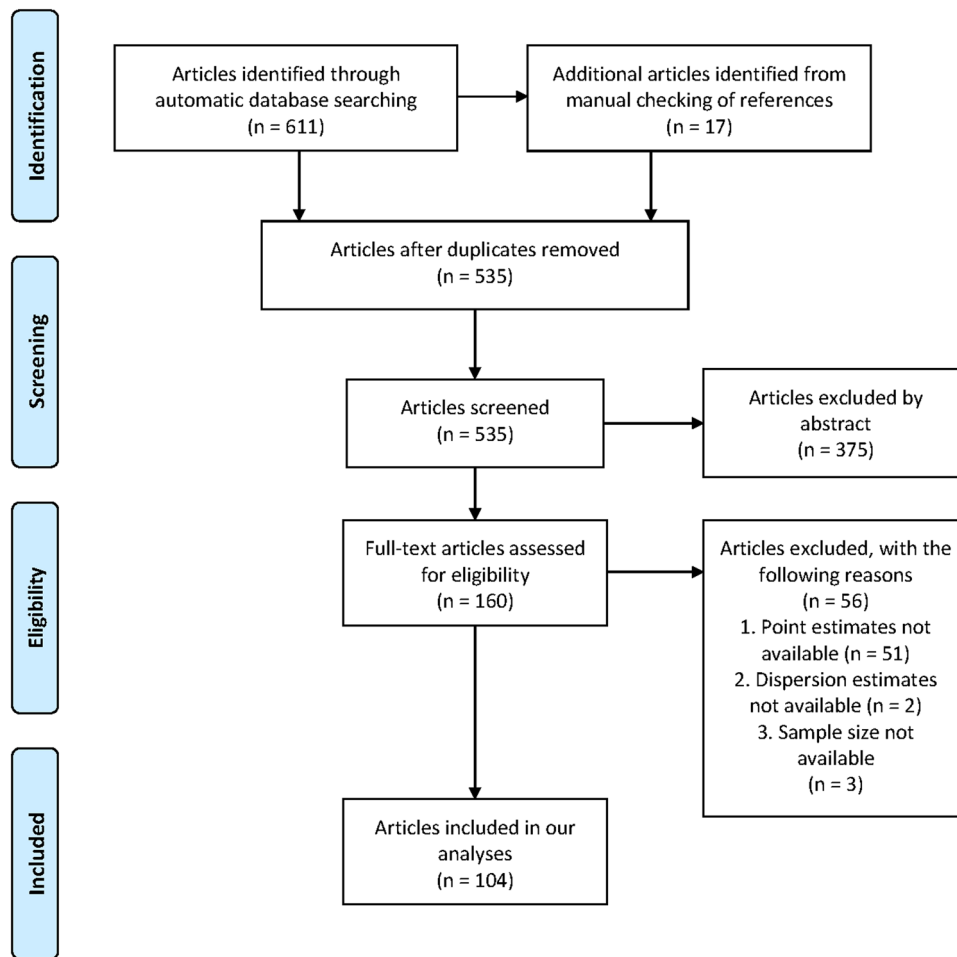 Identification
Articles identified through
automatic database searching
(n = 611)
Additional articles identified from
manual checking of references
(n = 17)
Screening
Articles after duplicates removed
(n = 535)
Articles screened
(n = 535)
Articles excluded by
abstract
(n = 375)
Eligibility
Full-text articles assessed
for eligibility
(n = 160)
Articles excluded, with the
following reasons
(n = 56)
1. Point estimates not
available (n = 51)
2. Dispersion estimates
not available (n = 2)
3. Sample size not
available
(n = 3)
Included
Articles included in our
analyses
(n = 104)